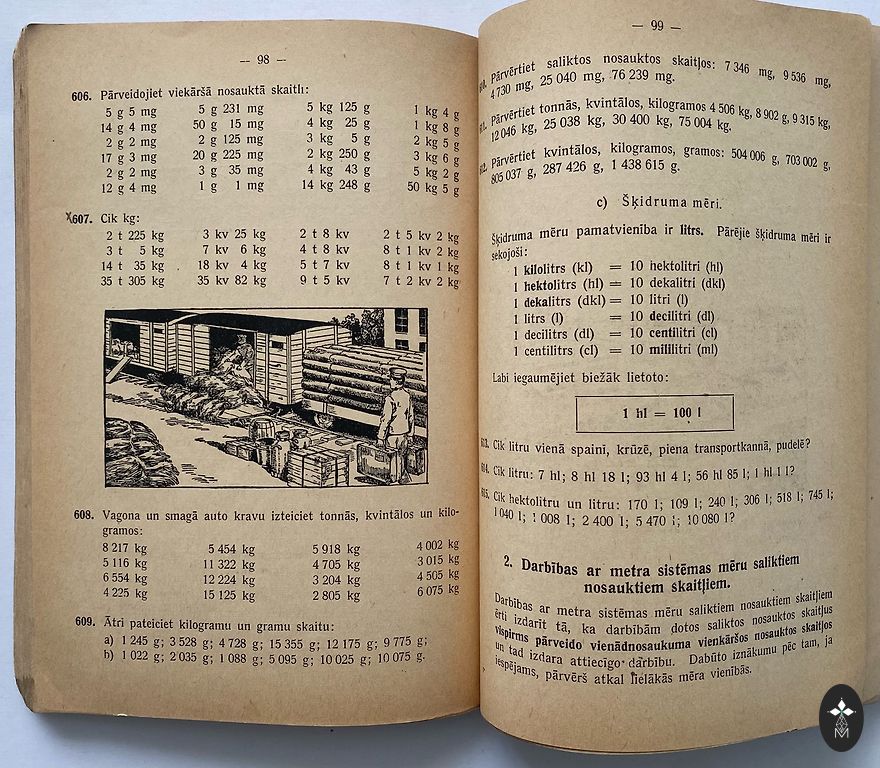 — 98 —
606. Pārveidojiet viekāršā nosauktā skaitlī:
5 g 5 mg 5 g 231 mg 5 kg 125 g 1 kg 4 g
14 g 4 mg 50 g 15 mg 4 kg 25 g 1 kg 8 g
2 g 2 mg 2 g 125 mg 3 kg 5 g 2 kg 5 g
17 g 3 mg 20 g 225 mg 2 kg 250 g 3 kg 6 g
2 g 2 mg 3 g 35 mg 4 kg 43 g 5 kg 2 g
12 g 4 mg 1 g 1 mg 14 kg 248 g 50 kg 5 g
x607. Cik kg:
2 t 225 kg 3 kv 25 kg 2 t 8 kv 2 t 5 kv 2 kg
3 t 5 kg 7 kv 6 kg 4 t 8 kv 8 t 1 kv 2 kg
14 t 35 kg 18 kv 4 kg 5 t 7 kv 8 t 1 kv 1 kg
35 t 305 kg 35 kv 82 kg 9 t 5 kv 7 t 2 kv 2 kg
608. Vagona un smagā auto kravu izteiciet tonnās, kvintālos un kilo-
gramos:
8 217 kg 5 454 kg 5 918 kg 4 002 kg
5 116 kg 11 322 kg 4 705 kg 3 015 kg
6 554 kg 12 224 kg 3 204 kg 4 505 kg
4 225 kg 15 125 kg 2 805 kg 6 075 kg
609. Ātri pateiciet kilogramu un gramu skaitu:
a) 1 245 g; 3 528 g; 4 728 g; 15 355 g; 12 175 g; 9 775 g;
b) 1 022 g; 2 035 g; 1 088 g; 5 095 g; 10 025 g; 10 075 g.
— 99 —
Pārvērtiet saliktos nosauktos skaitļos: 7 346 mg, 9 536 mg,
4 730 mg, 25 040 mg, 76 239 mg.
Pārvērtiet tonnās, kvintālos, kilogramos 4 506 kg, 8 902 g, 9 315 kg,
12 046 kg, 25 038 kg, 30 400 kg, 75 004 kg.
Pārvērtiet kvintālos, kilogramos, gramos: 504 006 g, 703 002 g,
805 037 g, 287 426 g, 1 438 615 g.
c) Šķidruma mēri.
Šķidruma mēru pamatvienība ir litrs. Pārējie šķidruma mēri ir
sekojoši:
1 kilolitrs (kl) = 10 hektolitri (hl)
1 hektolitrs (hl) = 10 dekalitri (dkl)
1 dekalitrs (dkl) = 10 litri (l)
1 litrs (l) = 10 decilitri (dl)
1 decilitrs (dl) = 10 centilitri (cl)
1 centilitrs (cl) = 10 mililitri (ml)
Labi iegaumējiet biežāk lietoto:
1 hl = 100 l
613. Cik litru vienā spainī, krūzē, piena transportkannā, pudelē?
614. Cik litru: 7 hl; 8 hl 18 l; 93 hl 4 l; 56 hl 85 l; 1 hl 1 l?
615. Cik hektolitru un litru: 170 l; 109 l; 240 l; 306 l; 518 l; 745 l;
1 040 l; 1 008 l; 2 400 l; 5 470 l; 10 080 l?
2. Darbības ar metra sistēmas mēru saliktiem
nosauktiem skaitļiem.
Darbības ar metra sistēmas mēru saliktiem nosauktiem skaitļiem
ērti izdarīt tā, ka darbībām dotos saliktos nosauktos skaitļus
vispirms pārveido vienādnosaukuma vienkāršos nosauktos skaitļos
un tad izdara attiecīgo darbību. Dabūto iznākumu pēc tam, ja
iespējams, pārvērš atkal lielākās mēra vienībās.
M